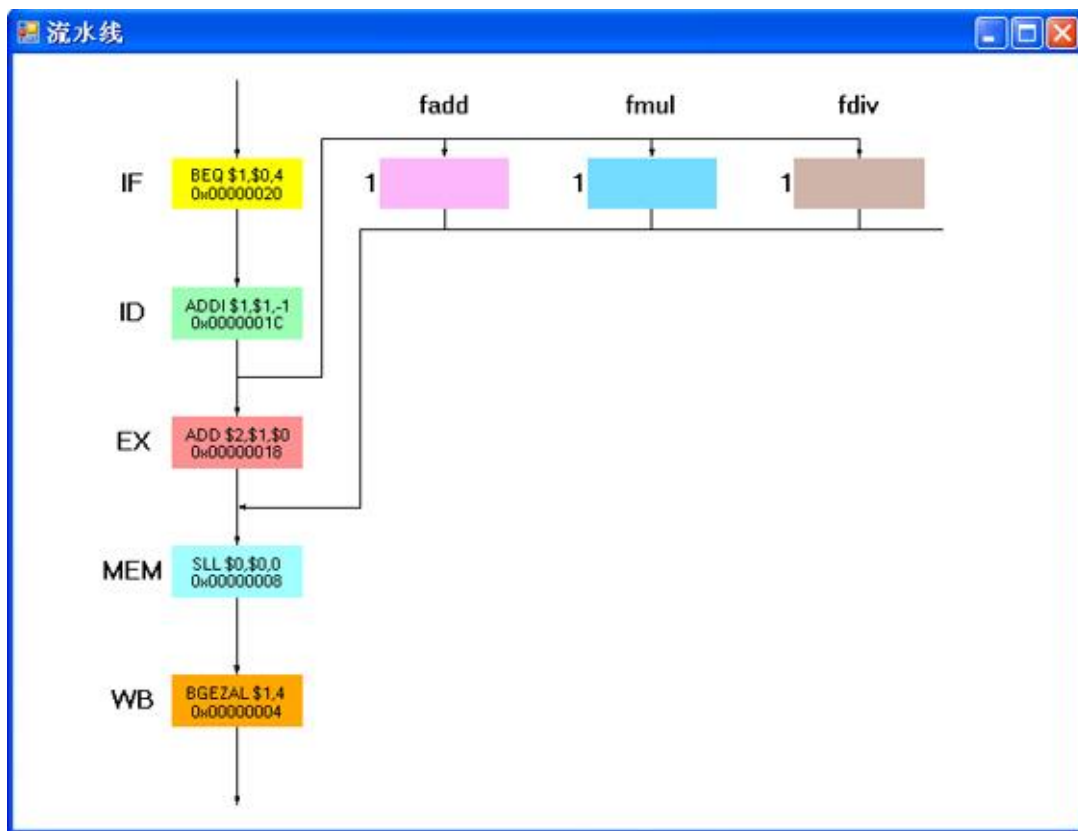 流水线
fadd fmul fdiv
IF
BEQ $1,$0,4
0x00000020
1 1 1
ID
ADDI $1,$1,-1
0x0000001C
EX
ADD $2,$1,$0
0x00000018
MEM
SLL $0,$0,0
0x00000008
WB
BGEZAL $1,4
0x00000004